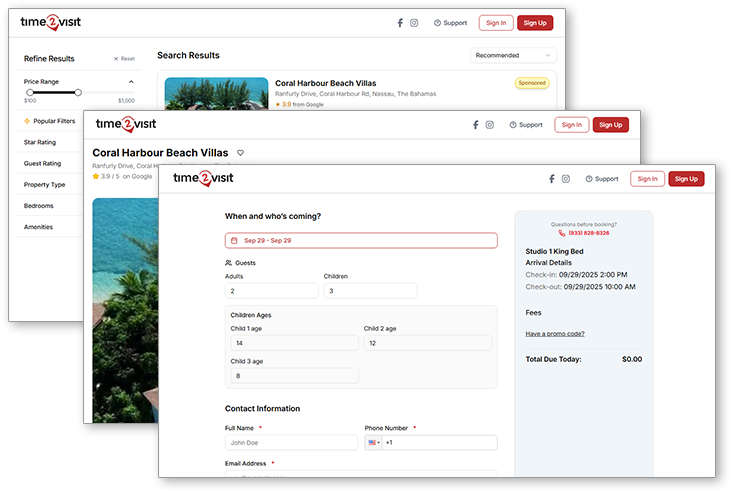 time2visit
Support
Sign In
Sign Up
Refine Results
Reset
Search Results
Recommended
Price Range
$100
$1,000
Coral Harbour Beach Villas
Sponsored
Ranfurly Drive, Coral Harbour Rd, Nassau, The Bahamas
3.9 from Google
Popular Filters
Star Rating
Guest Rating
Property Type
Bedrooms
Amenities
time2visit
Support
Sign In
Sign Up
Coral Harbour Beach Villas
Ranfurly Drive, Coral
3.9 / 5 on Google
time2visit
Support
Sign In
Sign Up
When and who's coming?
Sep 29 - Sep 29
Guests
Adults
Children
2
3
Children Ages
Child 1 age
Child 2 age
14
12
Child 3 age
8
Contact Information
Full Name *
Phone Number *
John Doe
+1
Email Address *
Questions before booking?
(833) 828-8326
Studio 1 King Bed
Arrival Details
Check-in: 09/29/2025 2:00 PM
Check-out: 09/29/2025 10:00 AM
Fees
Have a promo code?
Total Due Today: $0.00